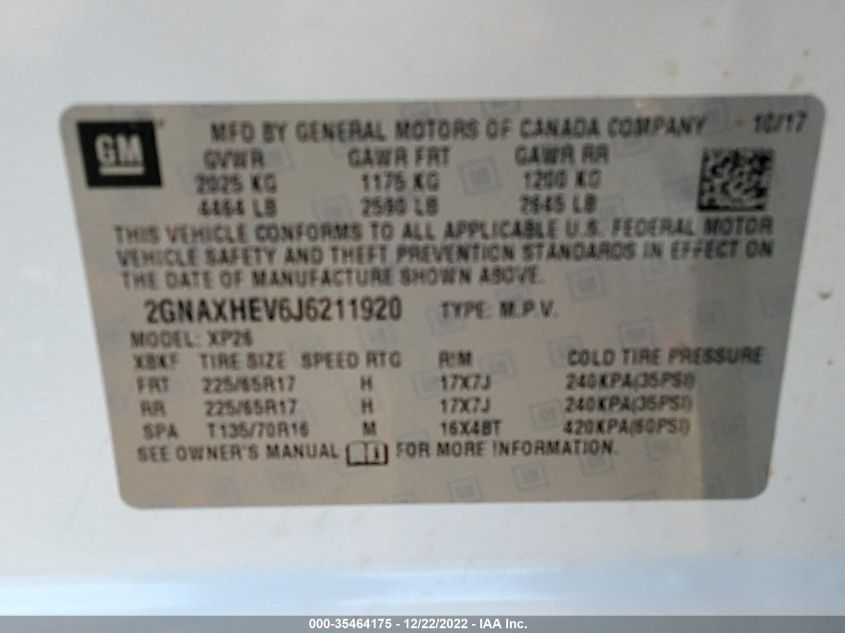 GM
MFD BY GENERAL MOTORS OF CANADA COMPANY 10/17
GVWR GAWR FRT GAWR RR
2025 KG 1175 KG 1200 KG
4464 LB 2590 LB 2645 LB
THIS VEHICLE CONFORMS TO ALL APPLICABLE U.S. FEDERAL MOTOR
VEHICLE SAFETY AND THEFT PREVENTION STANDARDS IN EFFECT ON
THE DATE OF MANUFACTURE SHOWN ABOVE.
2GNAXHEV6J6211920 TYPE: M.P.V.
MODEL: XP26
XBKF TIRE SIZE SPEED RTG RIM COLD TIRE PRESSURE
FRT 225/65R17 H 17X7J 240KPA(35PSI)
RR 225/65R17 H 17X7J 240KPA(35PSI)
SPA T135/70R16 M 16X4BT 420KPA(60PSI)
SEE OWNER'S MANUAL FOR MORE INFORMATION.
000-35464175 - 12/22/2022 - IAA Inc.